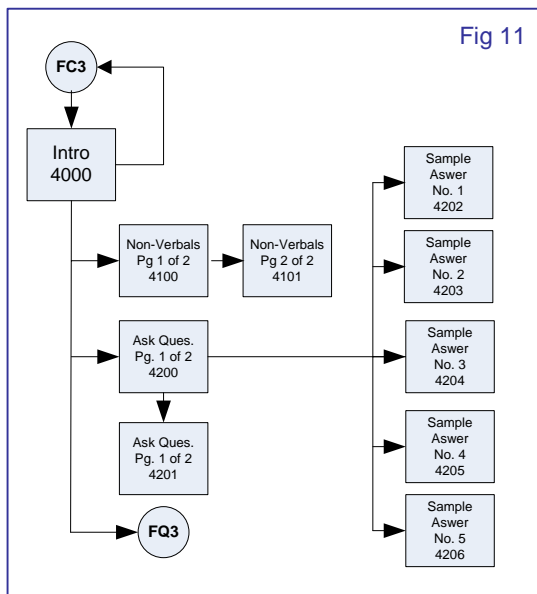 Fig 11
FC3
Intro
4000
Non-Verbals
Pg 1 of 2
4100
Non-Verbals
Pg 2 of 2
4101
Ask Ques.
Pg. 1 of 2
4200
Ask Ques.
Pg. 1 of 2
4201
FQ3
Sample
Aswer
No. 1
4202
Sample
Aswer
No. 2
4203
Sample
Aswer
No. 3
4204
Sample
Aswer
No. 4
4205
Sample
Aswer
No. 5
4206